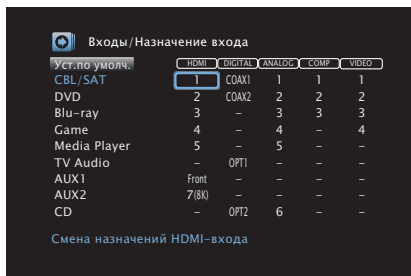 Входы/Назначение входа
Уст.по умолч. HDMI DIGITAL ANALOG COMP VIDEO
CBL/SAT 1 COAX1 1 1 1
DVD 2 COAX2 2 2 2
Blu-ray 3 – 3 3 3
Game 4 – 4 – 4
Media Player 5 – 5 – –
TV Audio – OPT1 – – –
AUX1 Front – – – –
AUX2 7(8K) – – – –
CD – OPT2 6 – –
Смена назначений HDMI-входа